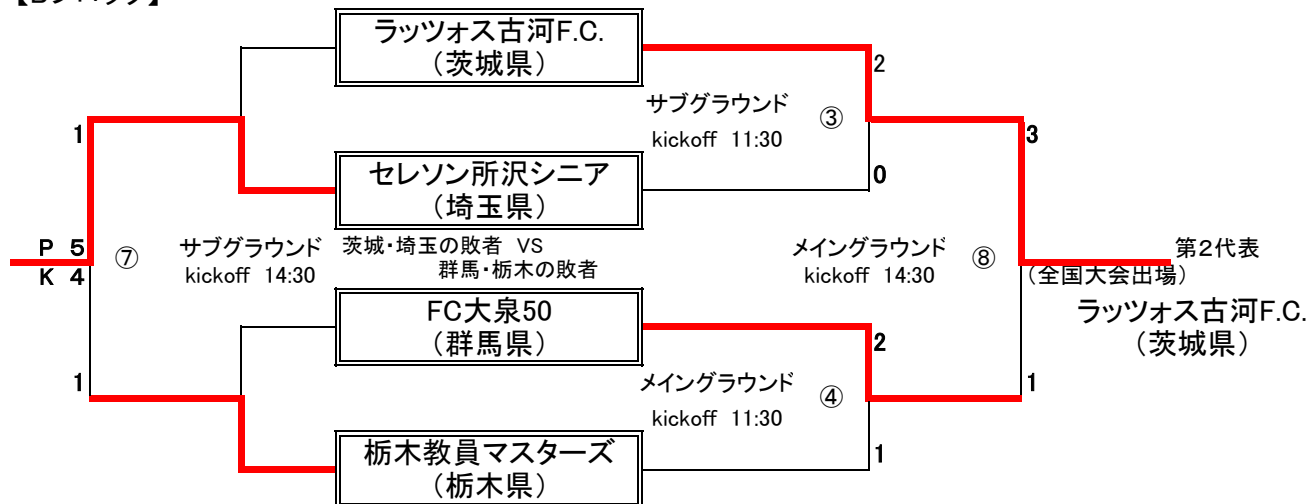 【Bブロック】
ラッツォス古河F.C.
（茨城県）
2
サブグラウンド
③
kickoff 11:30
1
3
セレソン所沢シニア
（埼玉県）
0
P 5
K 4
⑦
サブグラウンド
kickoff 14:30
茨城・埼玉の敗者 VS
群馬・栃木の敗者
メイングラウンド
kickoff 14:30
⑧
第2代表
（全国大会出場）
ラッツォス古河F.C.
（茨城県）
FC大泉50
（群馬県）
2
1
メイングラウンド
④
kickoff 11:30
1
栃木教員マスターズ
（栃木県）
1